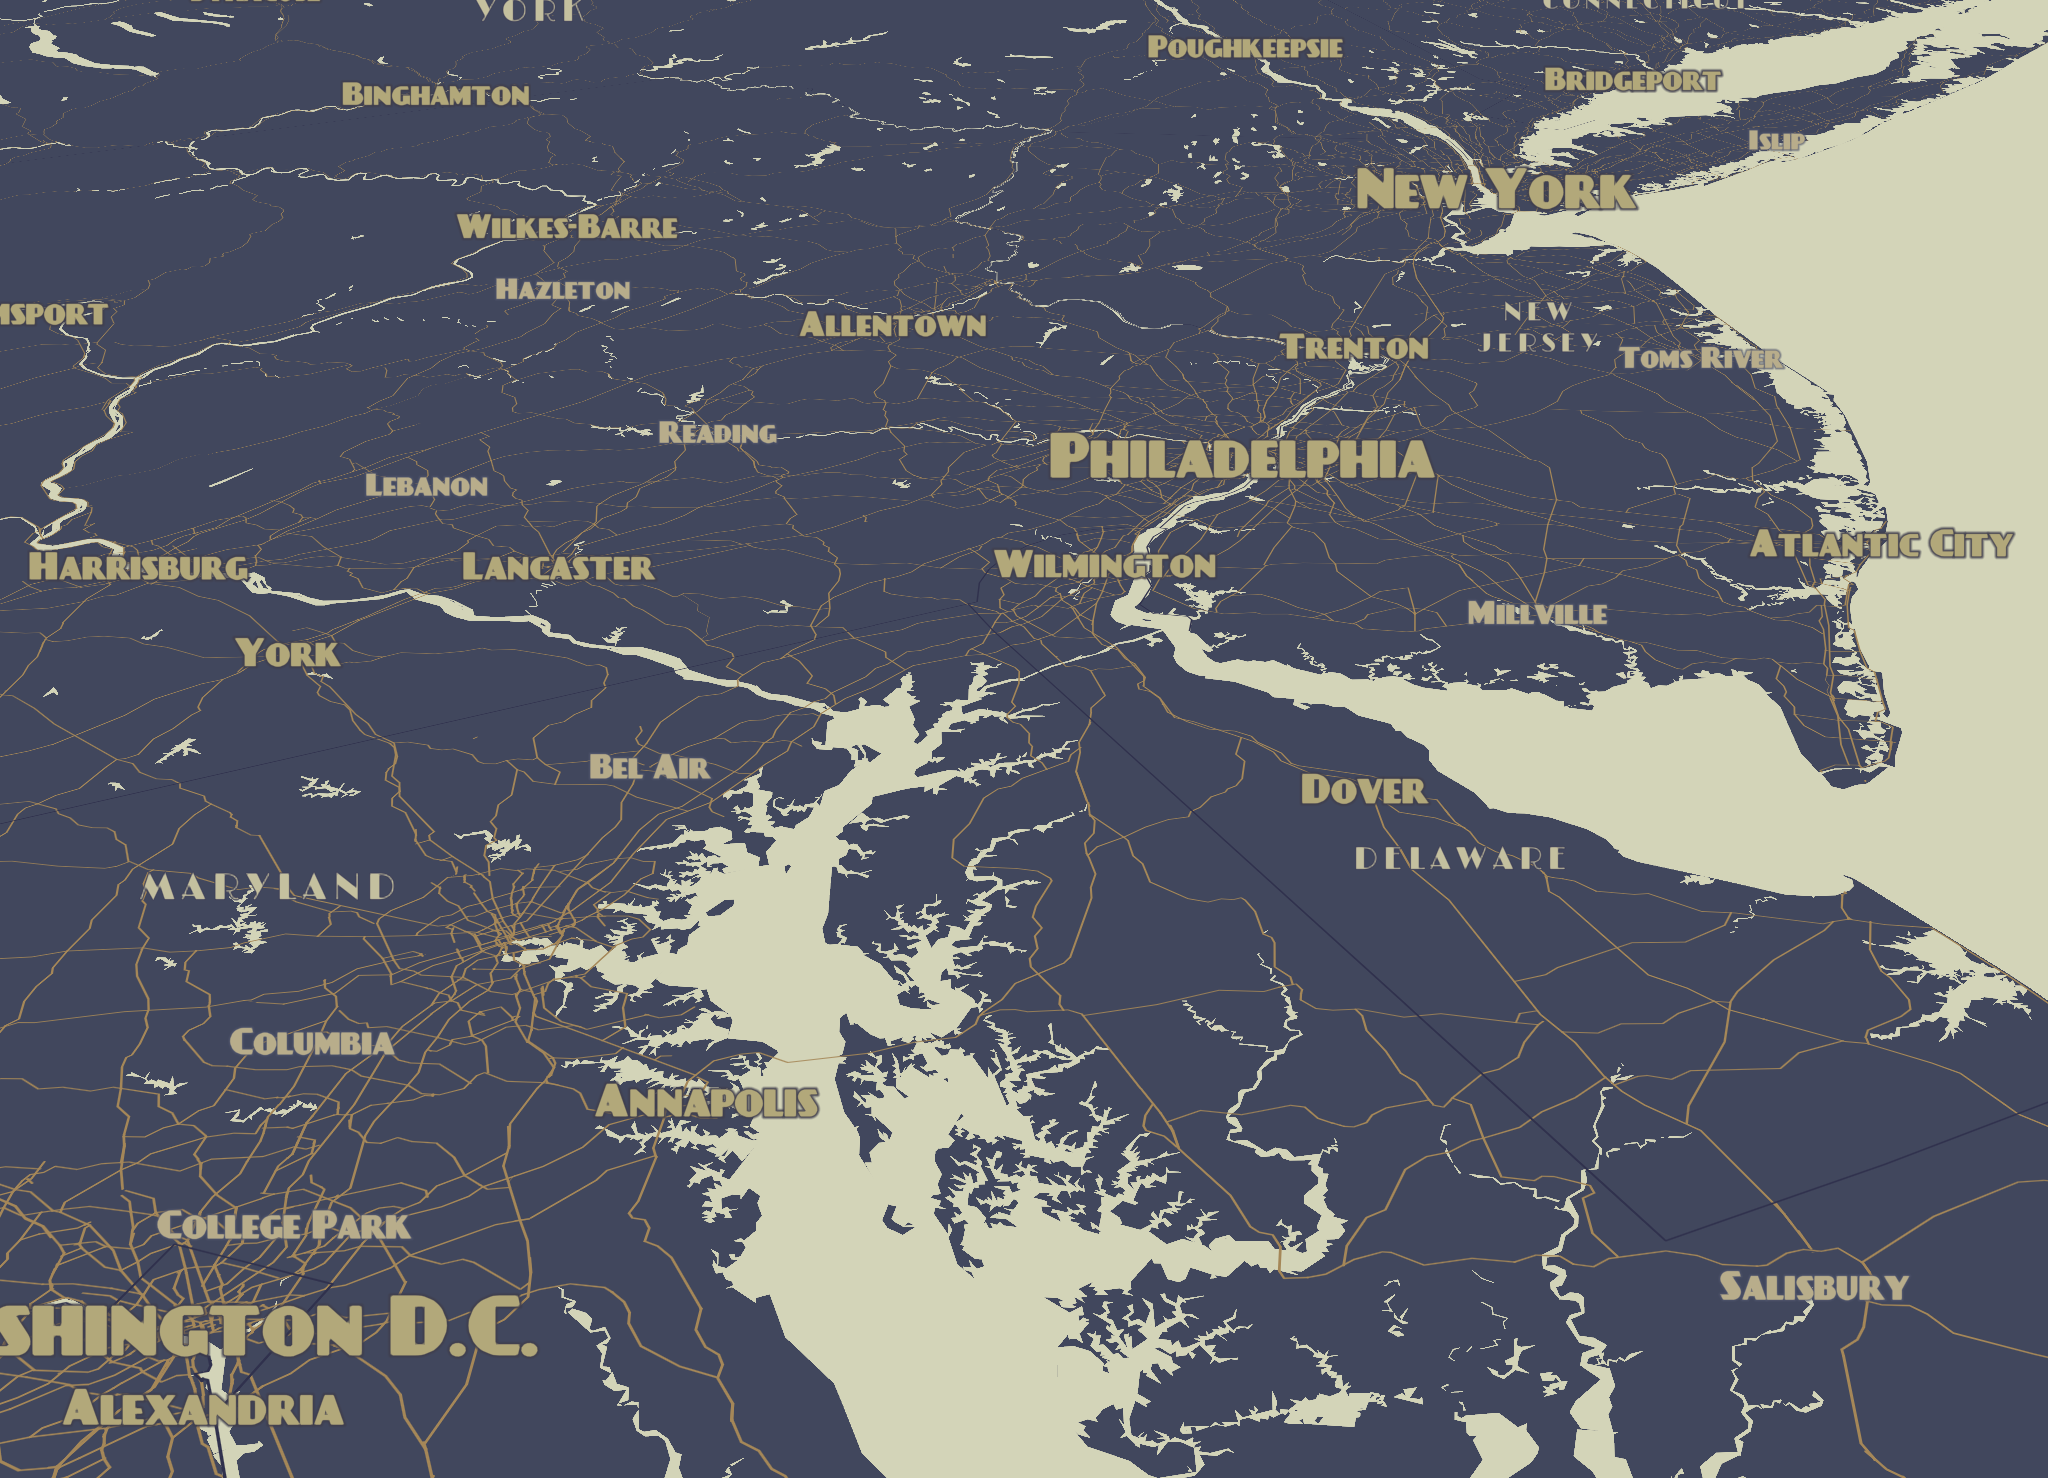 YORK
POUGHKEEPSIE
BRIDGEPORT
BINGHAMTON
ISLIP
NEW YORK
WILKES-BARRE
HAZLETON
NEW
JERSEY
ALLENTOWN
TRENTON
TOMS RIVER
READING
PHILADELPHIA
LEBANON
ATLANTIC CITY
HARRISBURG
LANCASTER
WILMINGTON
MILLVILLE
YORK
BEL AIR
DOVER
DELAWARE
MARYLAND
COLUMBIA
ANNAPOLIS
COLLEGE PARK
SALISBURY
SHINGTON D.C.
ALEXANDRIA